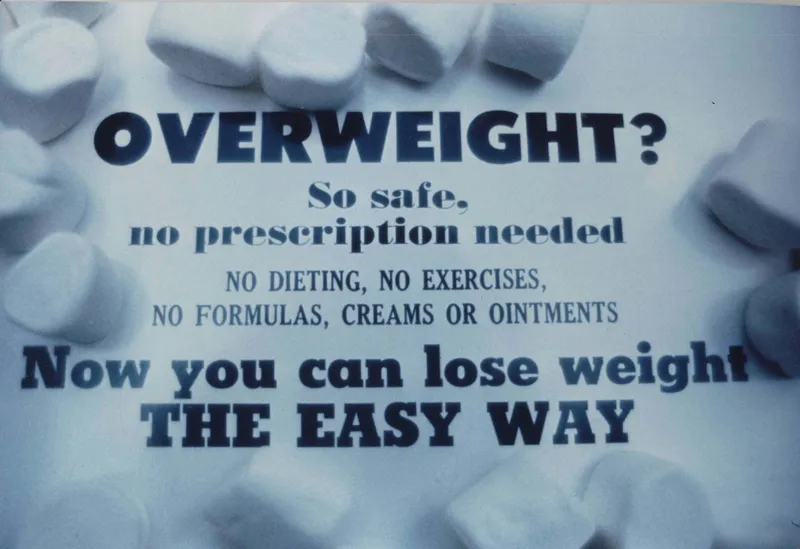 OVERWEIGHT?
So safe,
no prescription needed
NO DIETING, NO EXERCISES,
NO FORMULAS, CREAMS OR OINTMENTS
Now you can lose weight
THE EASY WAY